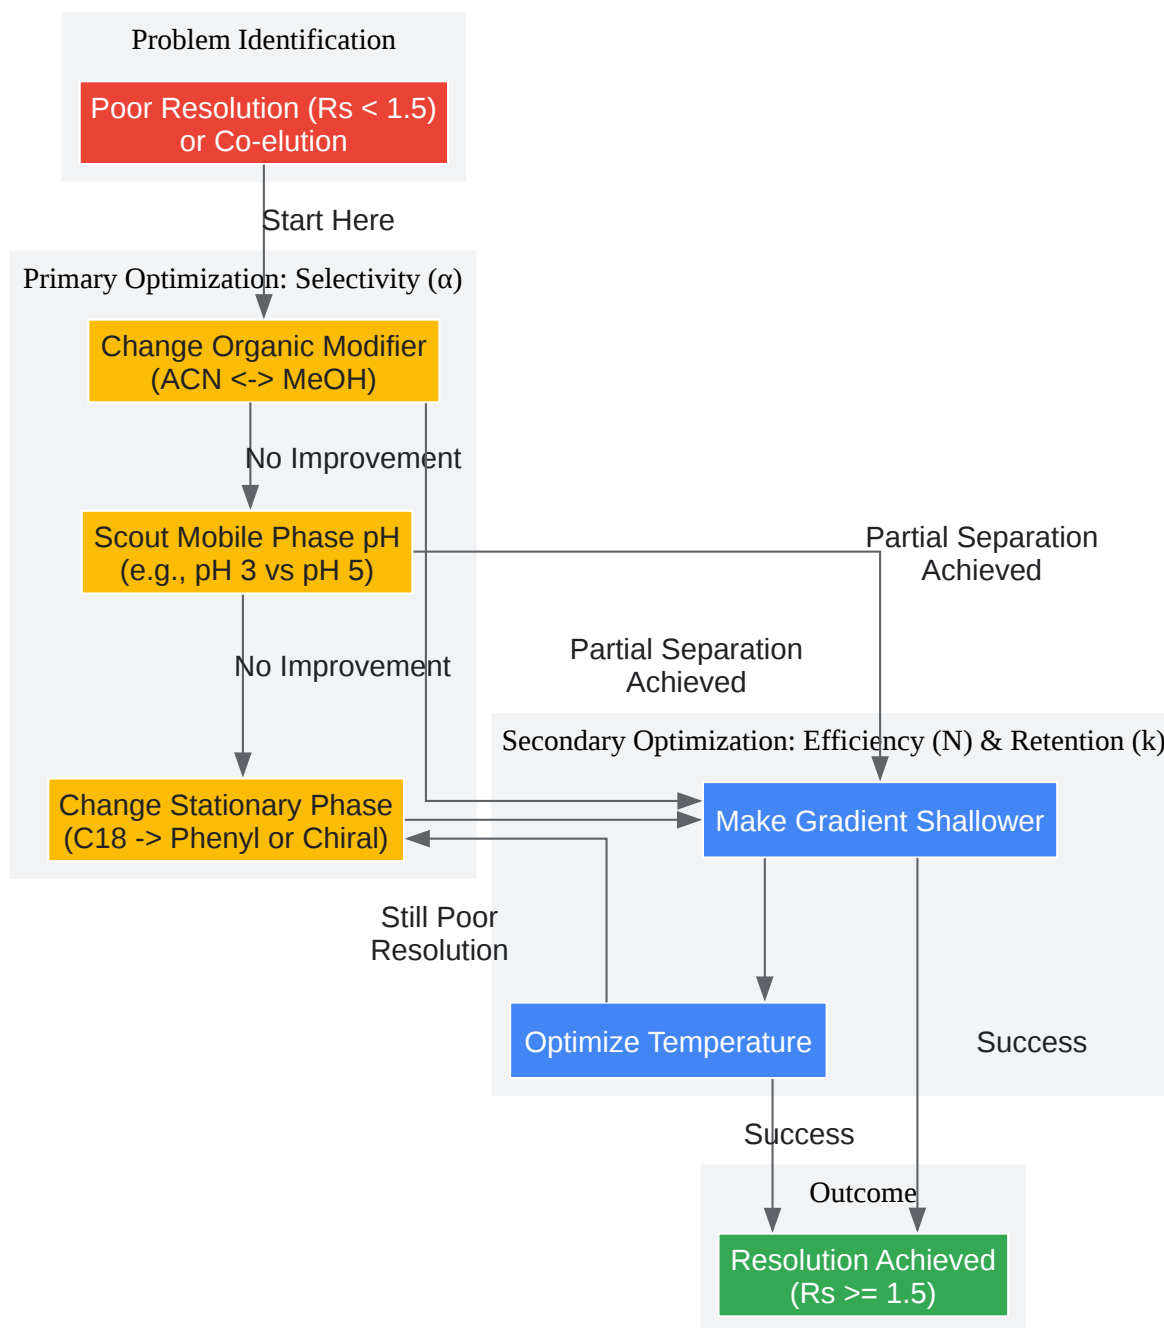 Problem Identification
Poor Resolution (Rs < 1.5)
or Co-elution
Start Here
Primary Optimization: Selectivity (α)
Change Organic Modifier
(ACN <-> MeOH)
No Improvement
Scout Mobile Phase pH
(e.g., pH 3 vs pH 5)
Partial Separation
Achieved
No Improvement
Partial Separation
Achieved
Secondary Optimization: Efficiency (N) & Retention (k)
Change Stationary Phase
(C18 -> Phenyl or Chiral)
Make Gradient Shallower
Still Poor
Resolution
Optimize Temperature
Success
Success
Outcome
Resolution Achieved
(Rs >= 1.5)